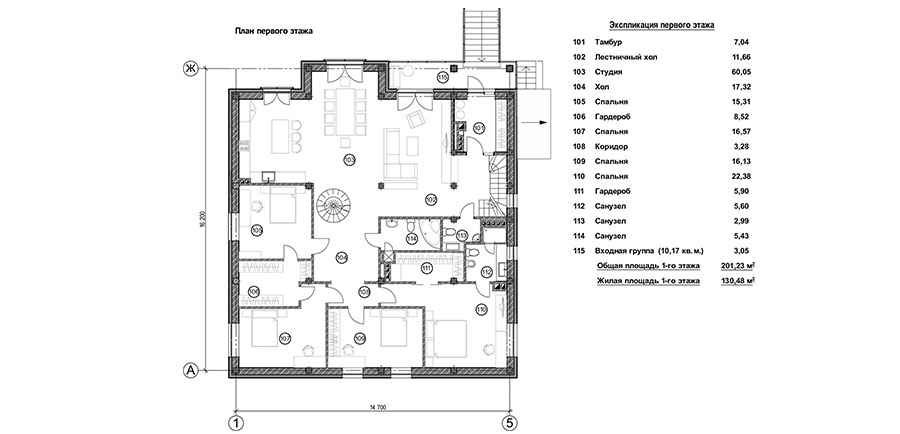 План первого этажа
Экспликация первого этажа
101 Тамбур 7,04
102 Лестничный хол 11,66
103 Студия 60,05
104 Хол 17,32
105 Спальня 15,31
106 Гардероб 8,52
107 Спальня 16,57
108 Коридор 3,28
109 Спальня 16,13
110 Спальня 22,38
111 Гардероб 5,90
112 Санузел 5,60
113 Санузел 2,99
114 Санузел 5,43
115 Входная группа (10,17 кв.м.) 3,05
Общая площадь 1-го этажа 201,23 м²
Жилая площадь 1-го этажа 130,48 м²
Ж
115
101
103
102
105
114
113
104
111
112
106
108
110
107
109
16 200
А
14 700
1
5